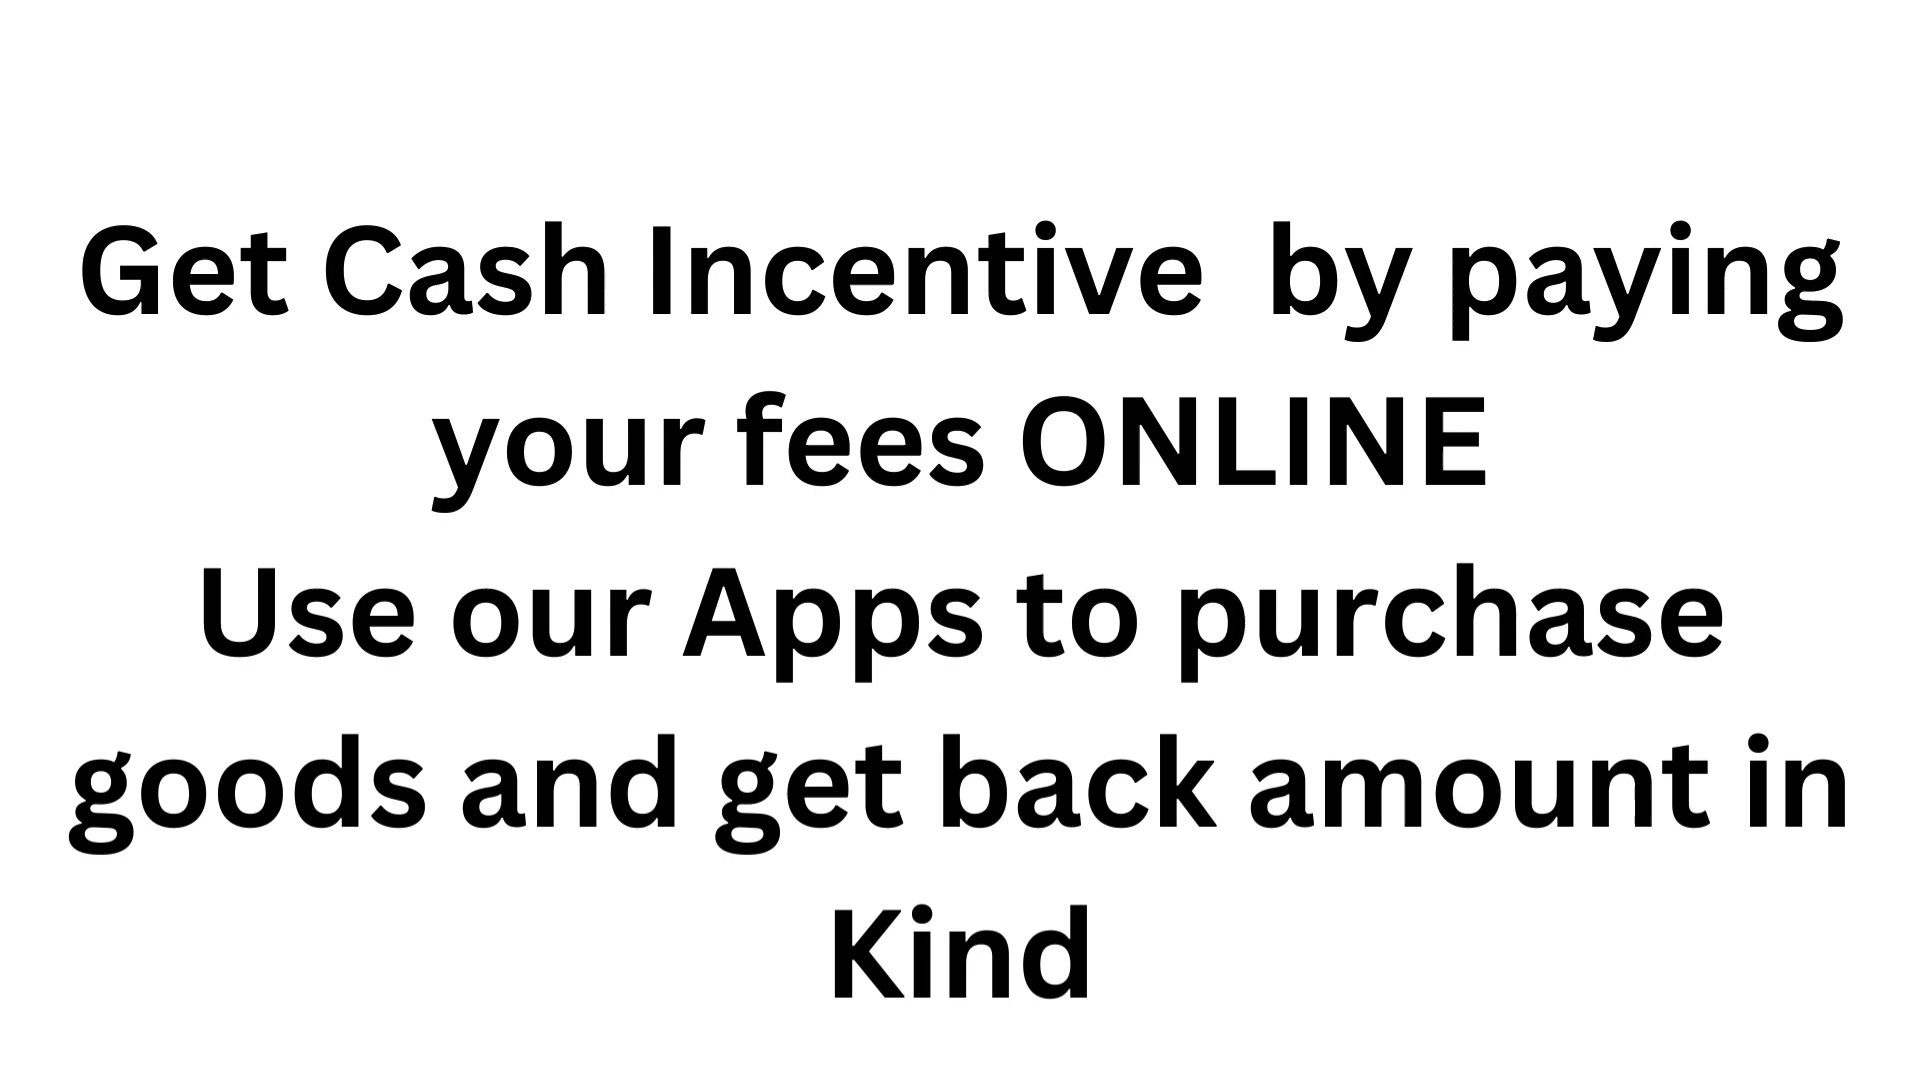 Get Cash Incentive  by paying
your fees ONLINE
Use our Apps to purchase
goods and get back amount in
Kind